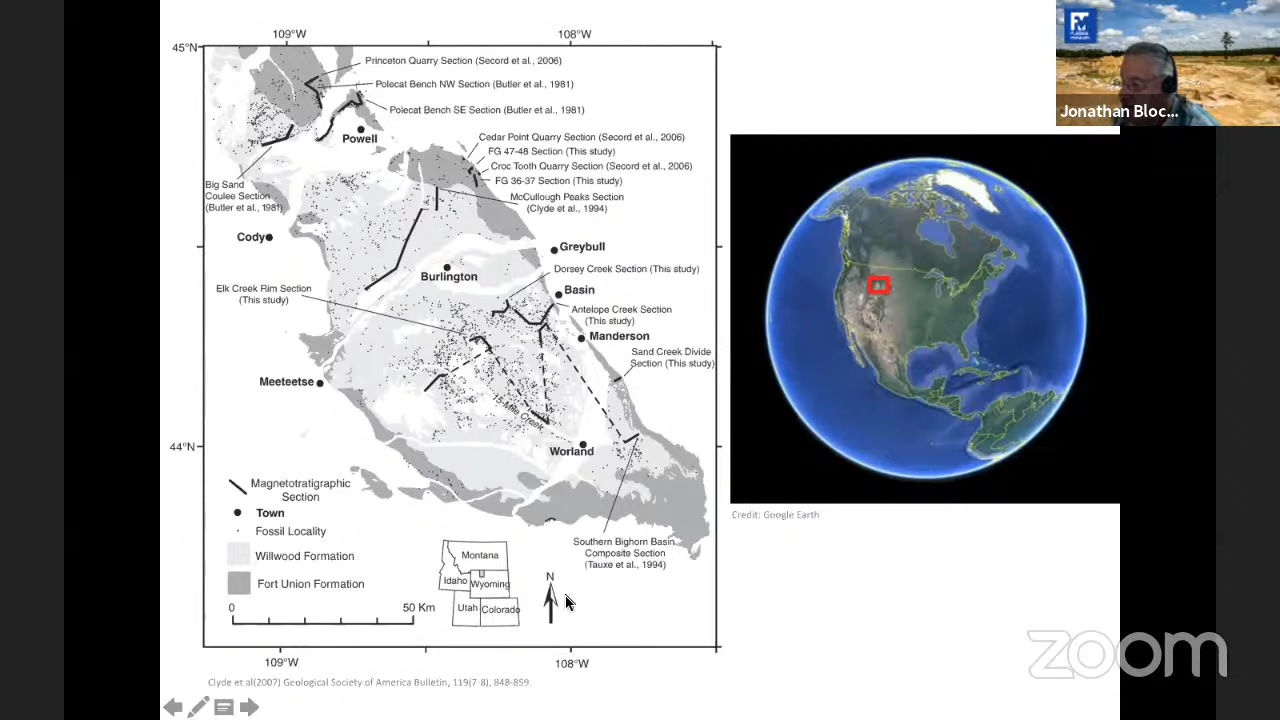 109°W
108°W
45°N
Princeton Quarry Section (Secord et al., 2006)
Polecat Bench NW Section (Butler et al., 1981)
Polecat Bench SE Section (Butler et al., 1981)
Powell
Cedar Point Quarry Section (Secord et al., 2006)
FG 47-48 Section (This study)
Croc Tooth Quarry Section (Secord et al., 2006)
FG 36-37 Section (This study)
Big Sand
Coulee Section
(Butler et al., 1981)
McCullough Peaks Section
(Clyde et al., 1994)
Cody
Greybull
Burlington
Dorsey Creek Section (This study)
Elk Creek Rim Section
(This study)
Basin
Antelope Creek Section
(This study)
Manderson
Sand Creek Divide
Section (This study)
Meeteetse
15 Mile Creek
44°N
Worland
Magnetotratigraphic
Section
Town
Fossil Locality
Willwood Formation
Fort Union Formation
0
50 Km
Southern Bighorn Basin
Composite Section
(Tauxe et al., 1994)
Montana
Idaho
Wyoming
Utah
Colorado
N
109°W
108°W
Clyde et al(2007) Geological Society of America Bulletin, 119(7-8), 848-859.
Credit: Google Earth
Jonathan Bloc...
zoom